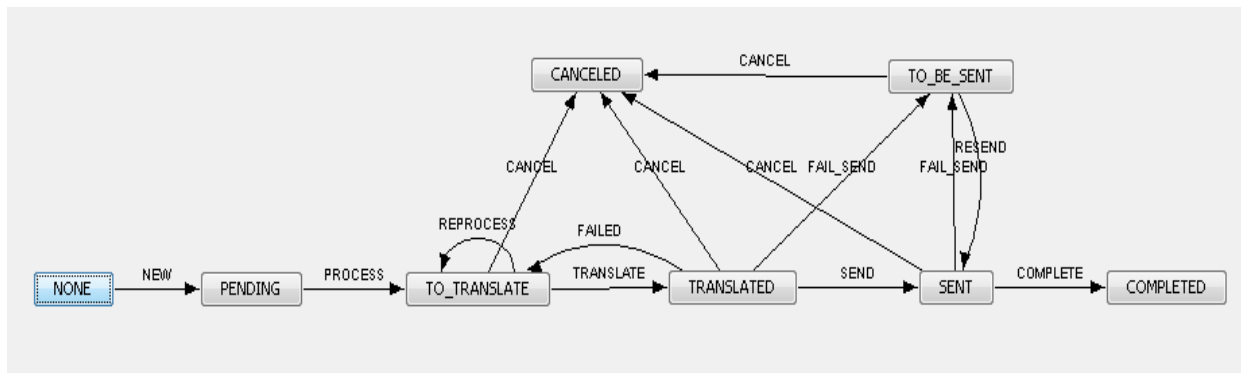 CANCEL
CANCELED
TO_BE_SENT
RESEND
CANCEL
CANCEL
CANCEL
FAIL_SEND
FAIL_SEND
REPROCESS
FAILED
NEW
PROCESS
TRANSLATE
SEND
COMPLETE
NONE
PENDING
TO_TRANSLATE
TRANSLATED
SENT
COMPLETED